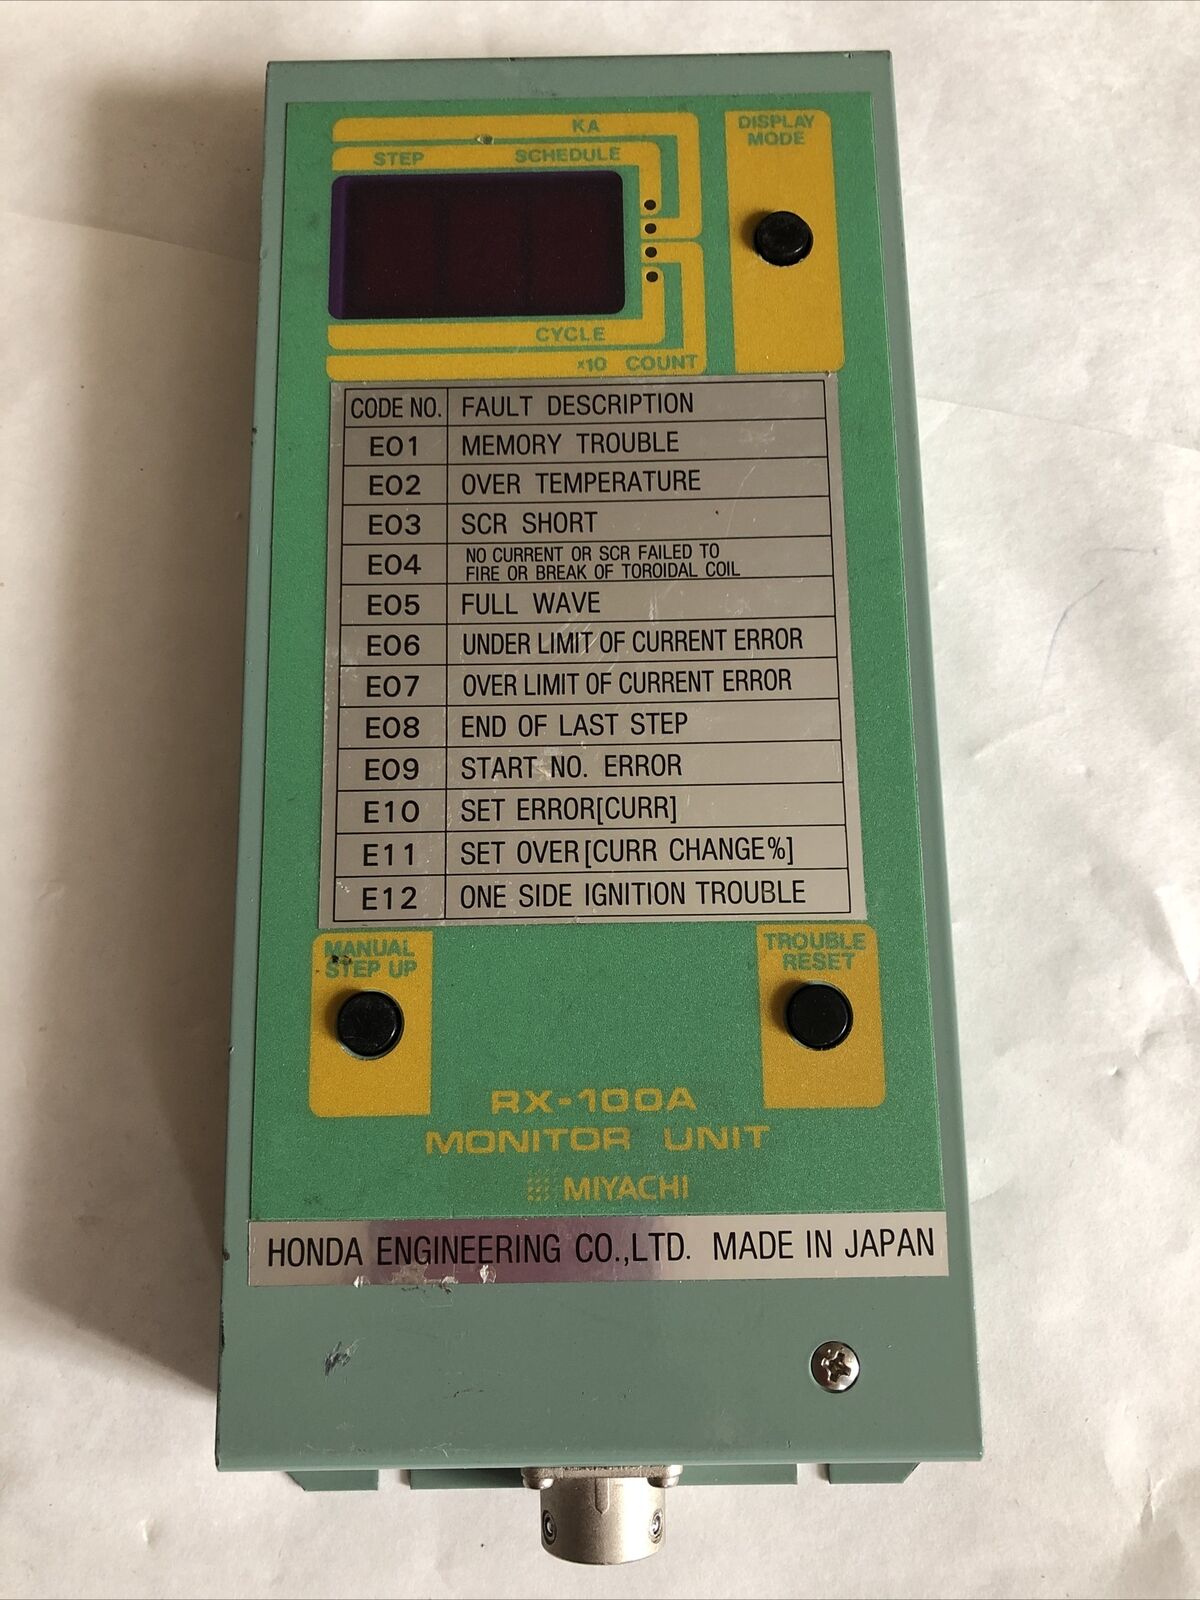 KA
STEP SCHEDULE
DISPLAY
MODE
CYCLE
x10 COUNT
CODE NO. FAULT DESCRIPTION
E01 MEMORY TROUBLE
E02 OVER TEMPERATURE
E03 SCR SHORT
E04 NO CURRENT OR SCR FAILED TO
FIRE OR BREAK OF TOROIDAL COIL
E05 FULL WAVE
E06 UNDER LIMIT OF CURRENT ERROR
E07 OVER LIMIT OF CURRENT ERROR
E08 END OF LAST STEP
E09 START NO. ERROR
E10 SET ERROR[CURR]
E11 SET OVER[CURR CHANGE%]
E12 ONE SIDE IGNITION TROUBLE
MANUAL
STEP UP
TROUBLE
RESET
RX-100A
MONITOR UNIT
MIYACHI
HONDA ENGINEERING CO.,LTD. MADE IN JAPAN